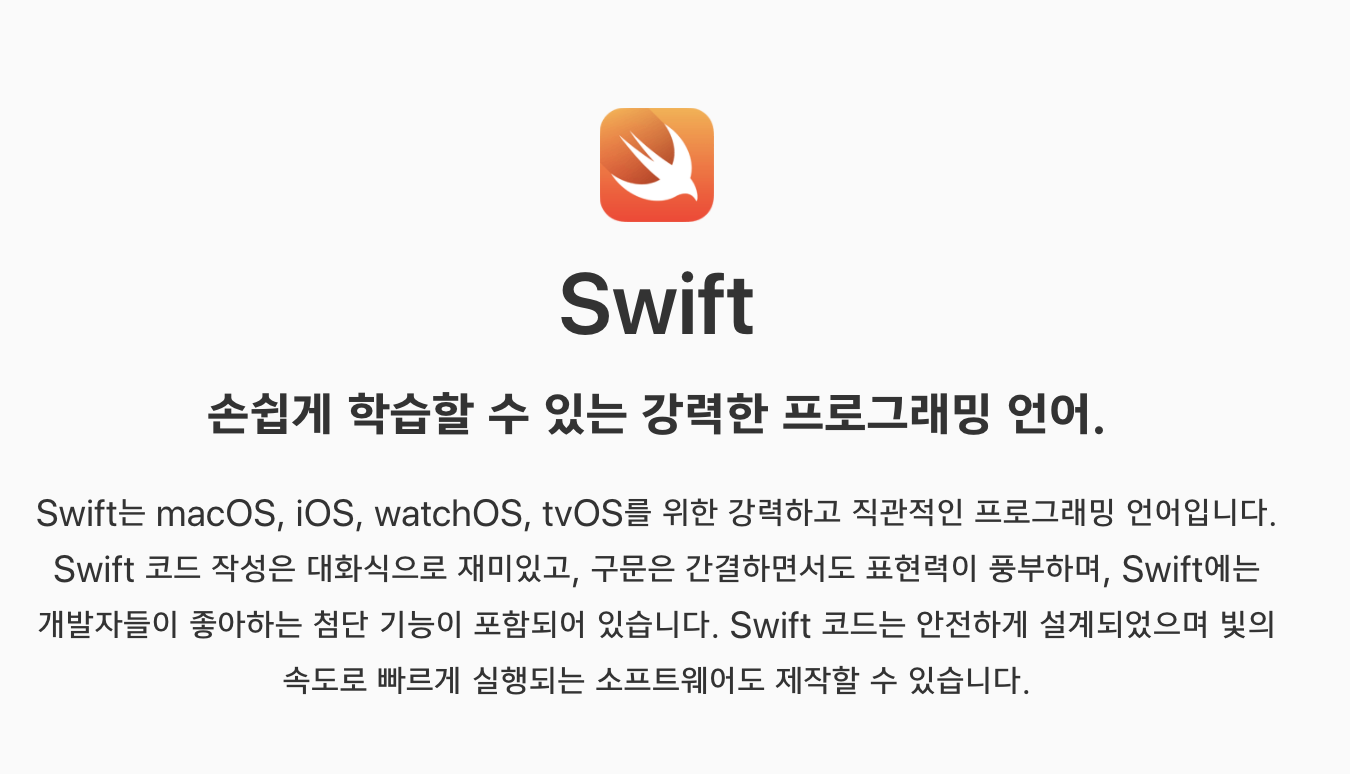 Swift
손쉽게 학습할 수 있는 강력한 프로그래밍 언어.
Swift는 macOS, iOS, watchOS, tvOS를 위한 강력하고 직관적인 프로그래밍 언어입니다.
Swift 코드 작성은 대화식으로 재미있고, 구문은 간결하면서도 표현력이 풍부하며, Swift에는
개발자들이 좋아하는 첨단 기능이 포함되어 있습니다. Swift 코드는 안전하게 설계되었으며 빛의
속도로 빠르게 실행되는 소프트웨어도 제작할 수 있습니다.